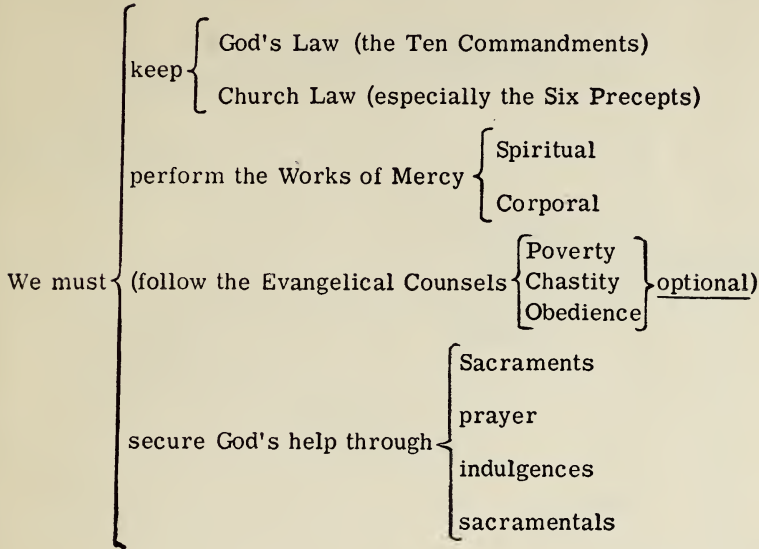 God's Law (the Ten Commandments)
keep
Church Law (especially the Six Precepts)
Spiritual
perform the Works of Mercy
Corporal
Poverty
We must (follow the Evangelical Counsels Chastity optional)
Obedience
Sacraments
prayer
secure God's help through
indulgences
sacramentals